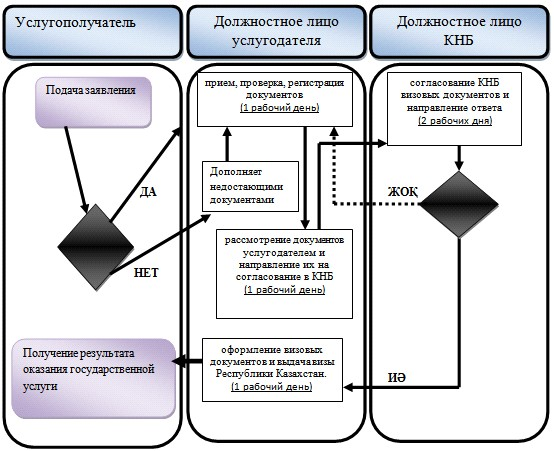 Услугополучатель
Должностное лицо
услугодателя
Должностное лицо
КНБ
Подача заявления
прием, проверка, регистрация
документов
(1 рабочий день)
согласование КНБ
визовых документов и
направление ответа
(2 рабочих дня)
Дополняет
недостающими
документами
ДА
ЖОҚ
НЕТ
рассмотрение документов
услугодателем и
направление их на
согласование в КНБ
(1 рабочий день)
Получение результата
оказания государственной
услуги
оформление визовых
документов и выдачавизы
Республики Казахстан.
(1 рабочий день)
ИӘ